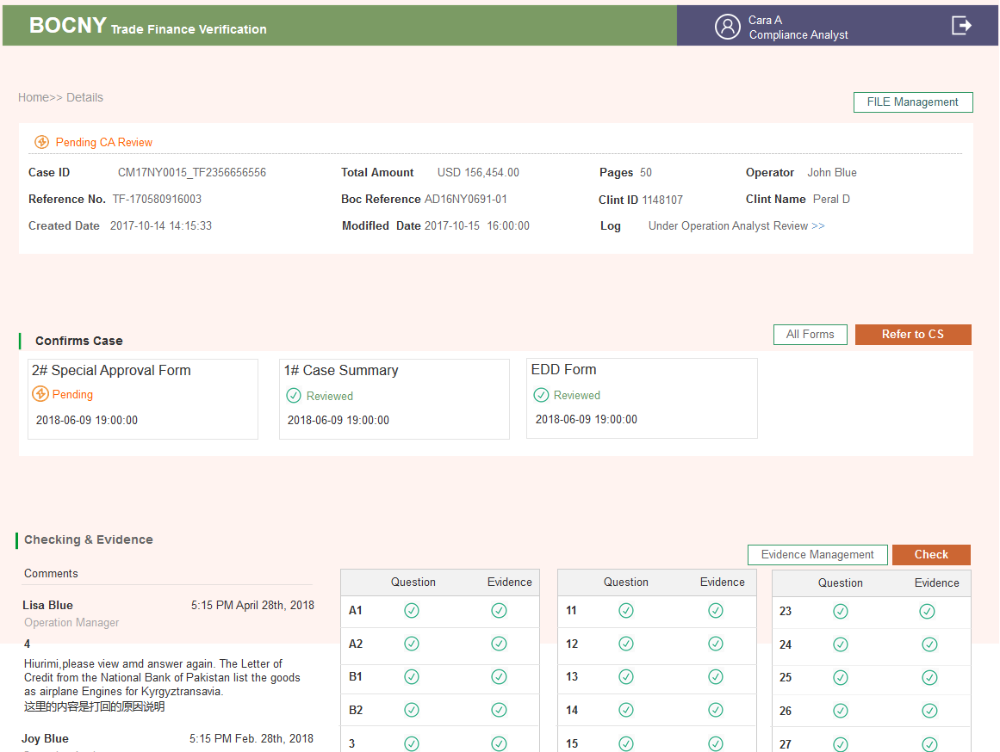 BOCNY Trade Finance Verification
Cara A
Compliance Analyst
Home>> Details
FILE Management
Pending CA Review
Case ID CM17NY0015_TF2356656556 Total Amount USD 156,454.00 Pages 50 Operator John Blue
Reference No. TF-170580916003 Boc Reference AD16NY0691-01 Clint ID 1148107 Clint Name Peral D
Created Date 2017-10-14 14:15:33 Modifled Date 2017-10-15 16:00:00 Log Under Operation Analyst Review >>
Confirms Case
All Forms
Refer to CS
2# Special Approval Form
Pending
2018-06-09 19:00:00
1# Case Summary
Reviewed
2018-06-09 19:00:00
EDD Form
Reviewed
2018-06-09 19:00:00
Checking & Evidence
Evidence Management
Check
Comments
Lisa Blue 5:15 PM April 28th, 2018
Operation Manager
4
Hiurimi,please view amd answer again. The Letter of
Credit from the National Bank of Pakistan list the goods
as airplane Engines for Kyrgyztransavia.
这里的内容是打回的原因说明
Joy Blue 5:15 PM Feb. 28th, 2018
Question Evidence
A1
A2
B1
B2
3
Question Evidence
11
12
13
14
15
Question Evidence
23
24
25
26
27